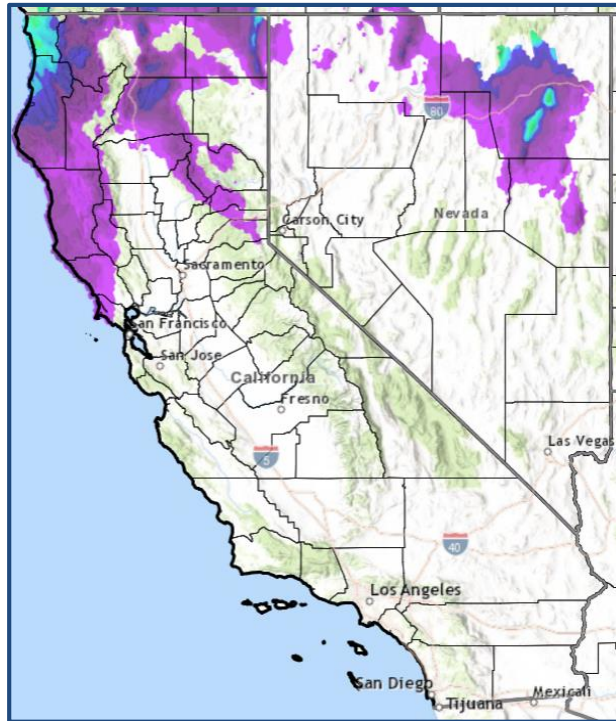 80
Carson City
Nevada
Sacramento
San Francisco
San Jose
California
Fresno
Las Vegas
5
40
Los Angeles
San Diego
Tijuana
Mexicali